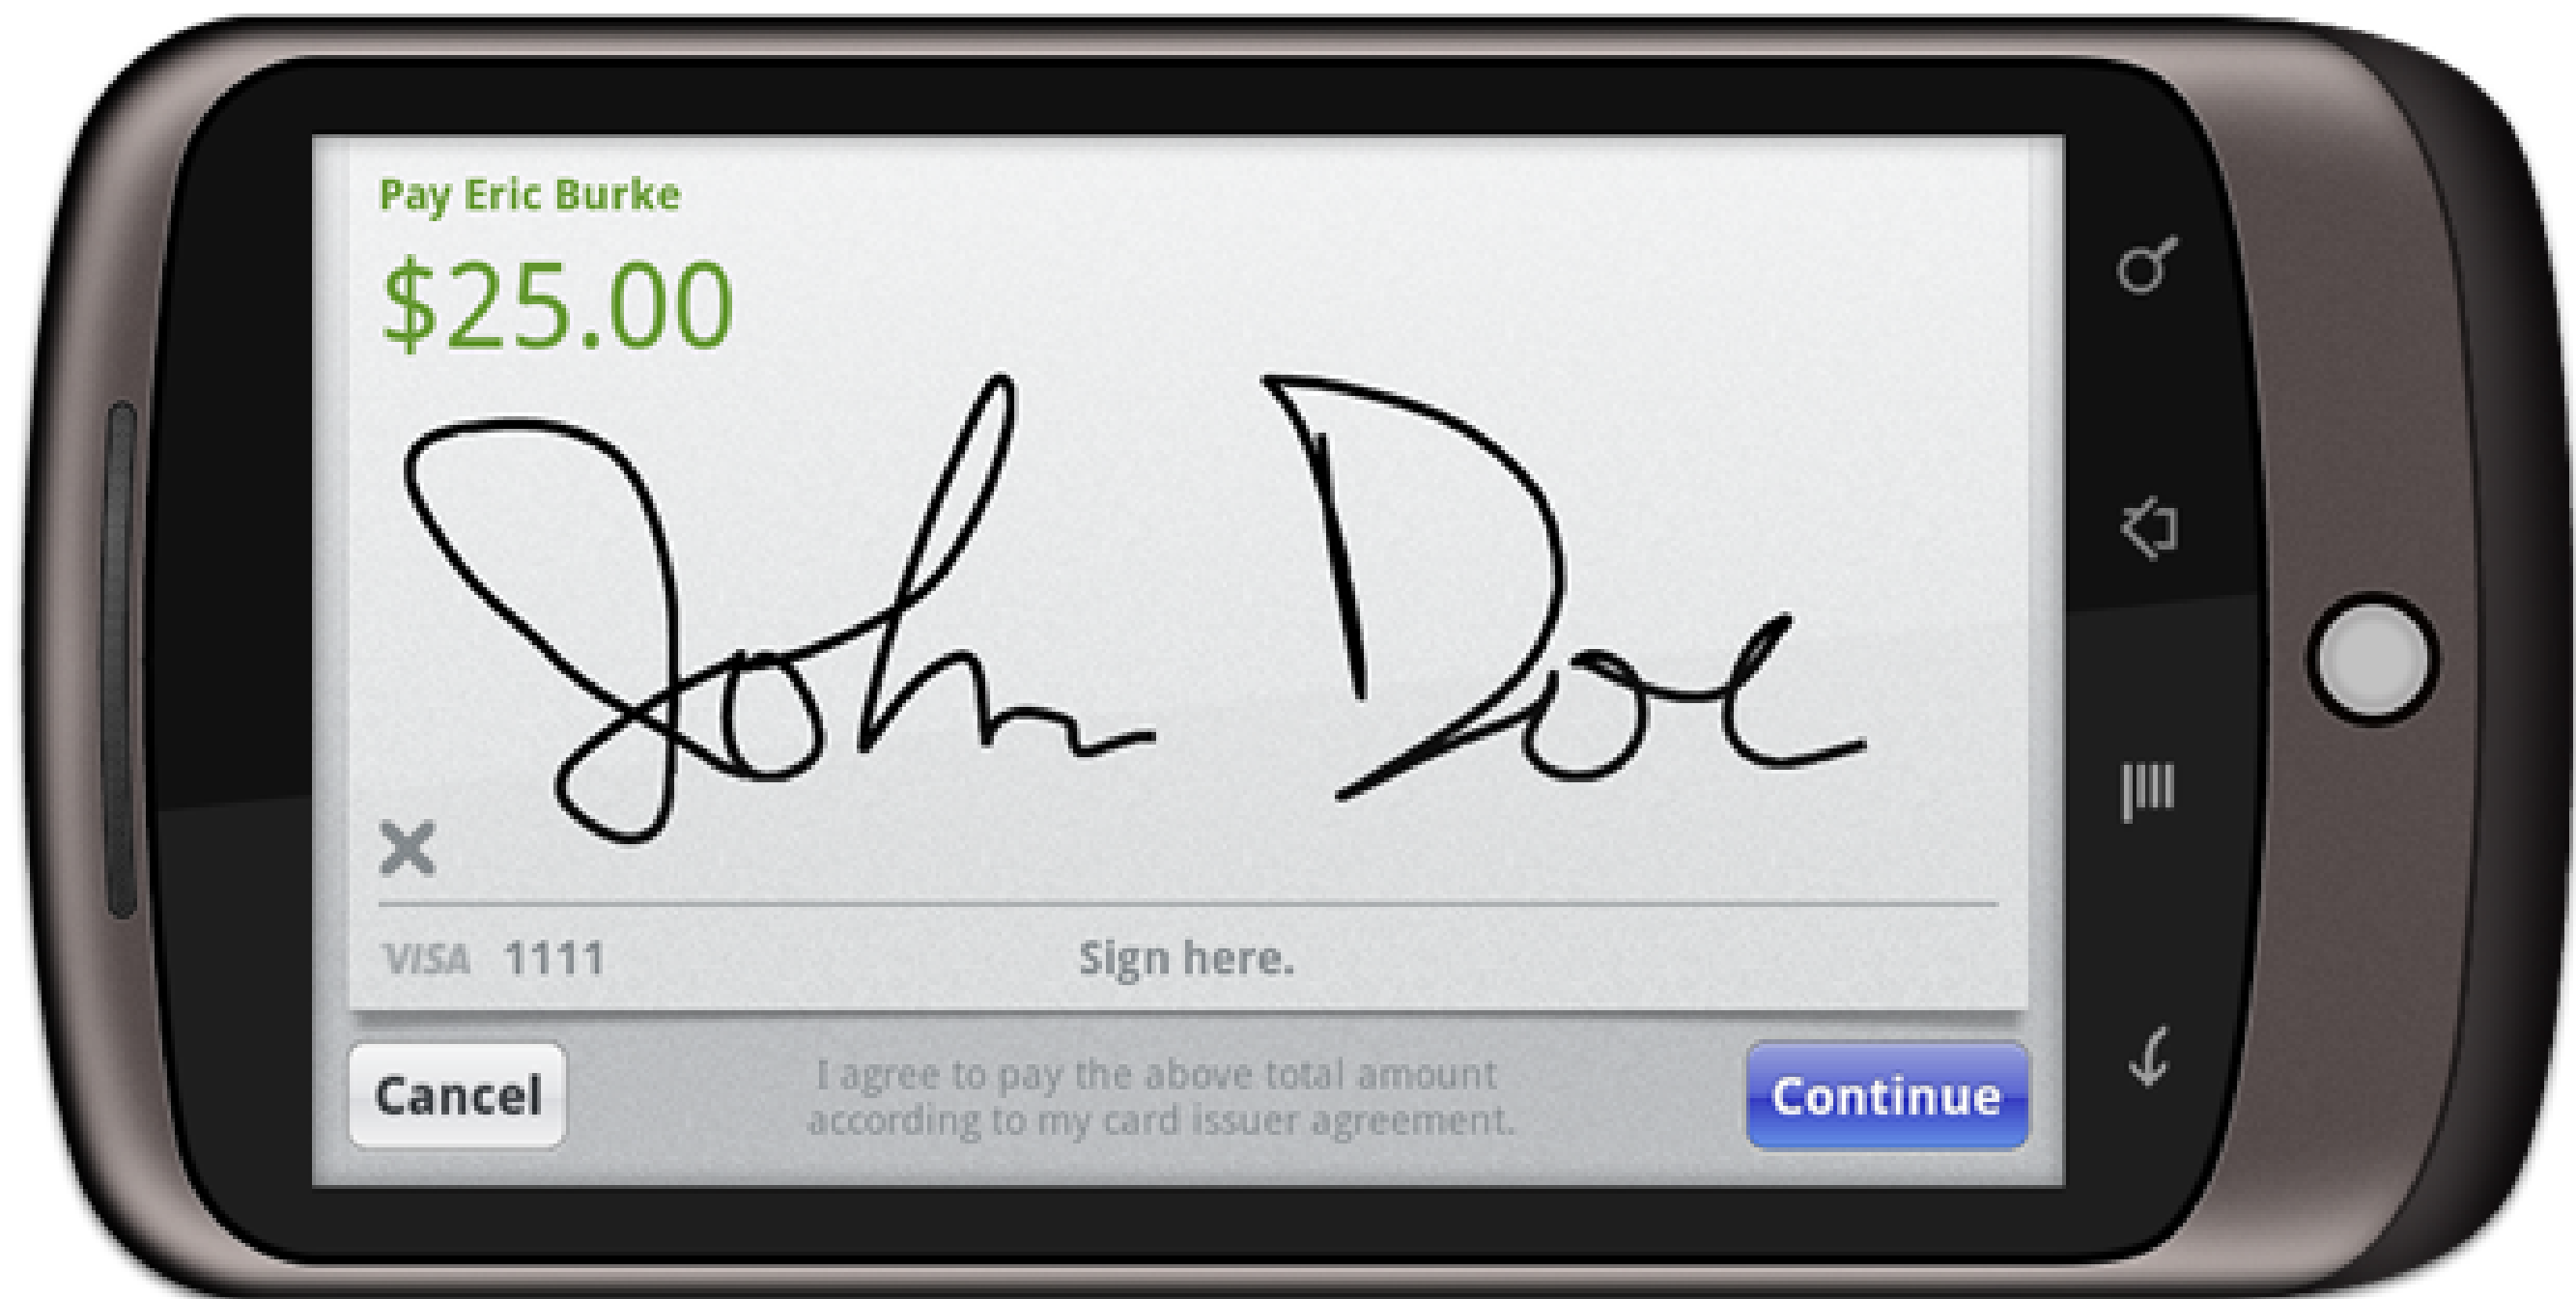 Pay Eric Burke
$25.00
John Doe
VISA 1111 Sign here.
Cancel
I agree to pay the above total amount
according to my card issuer agreement.
Continue